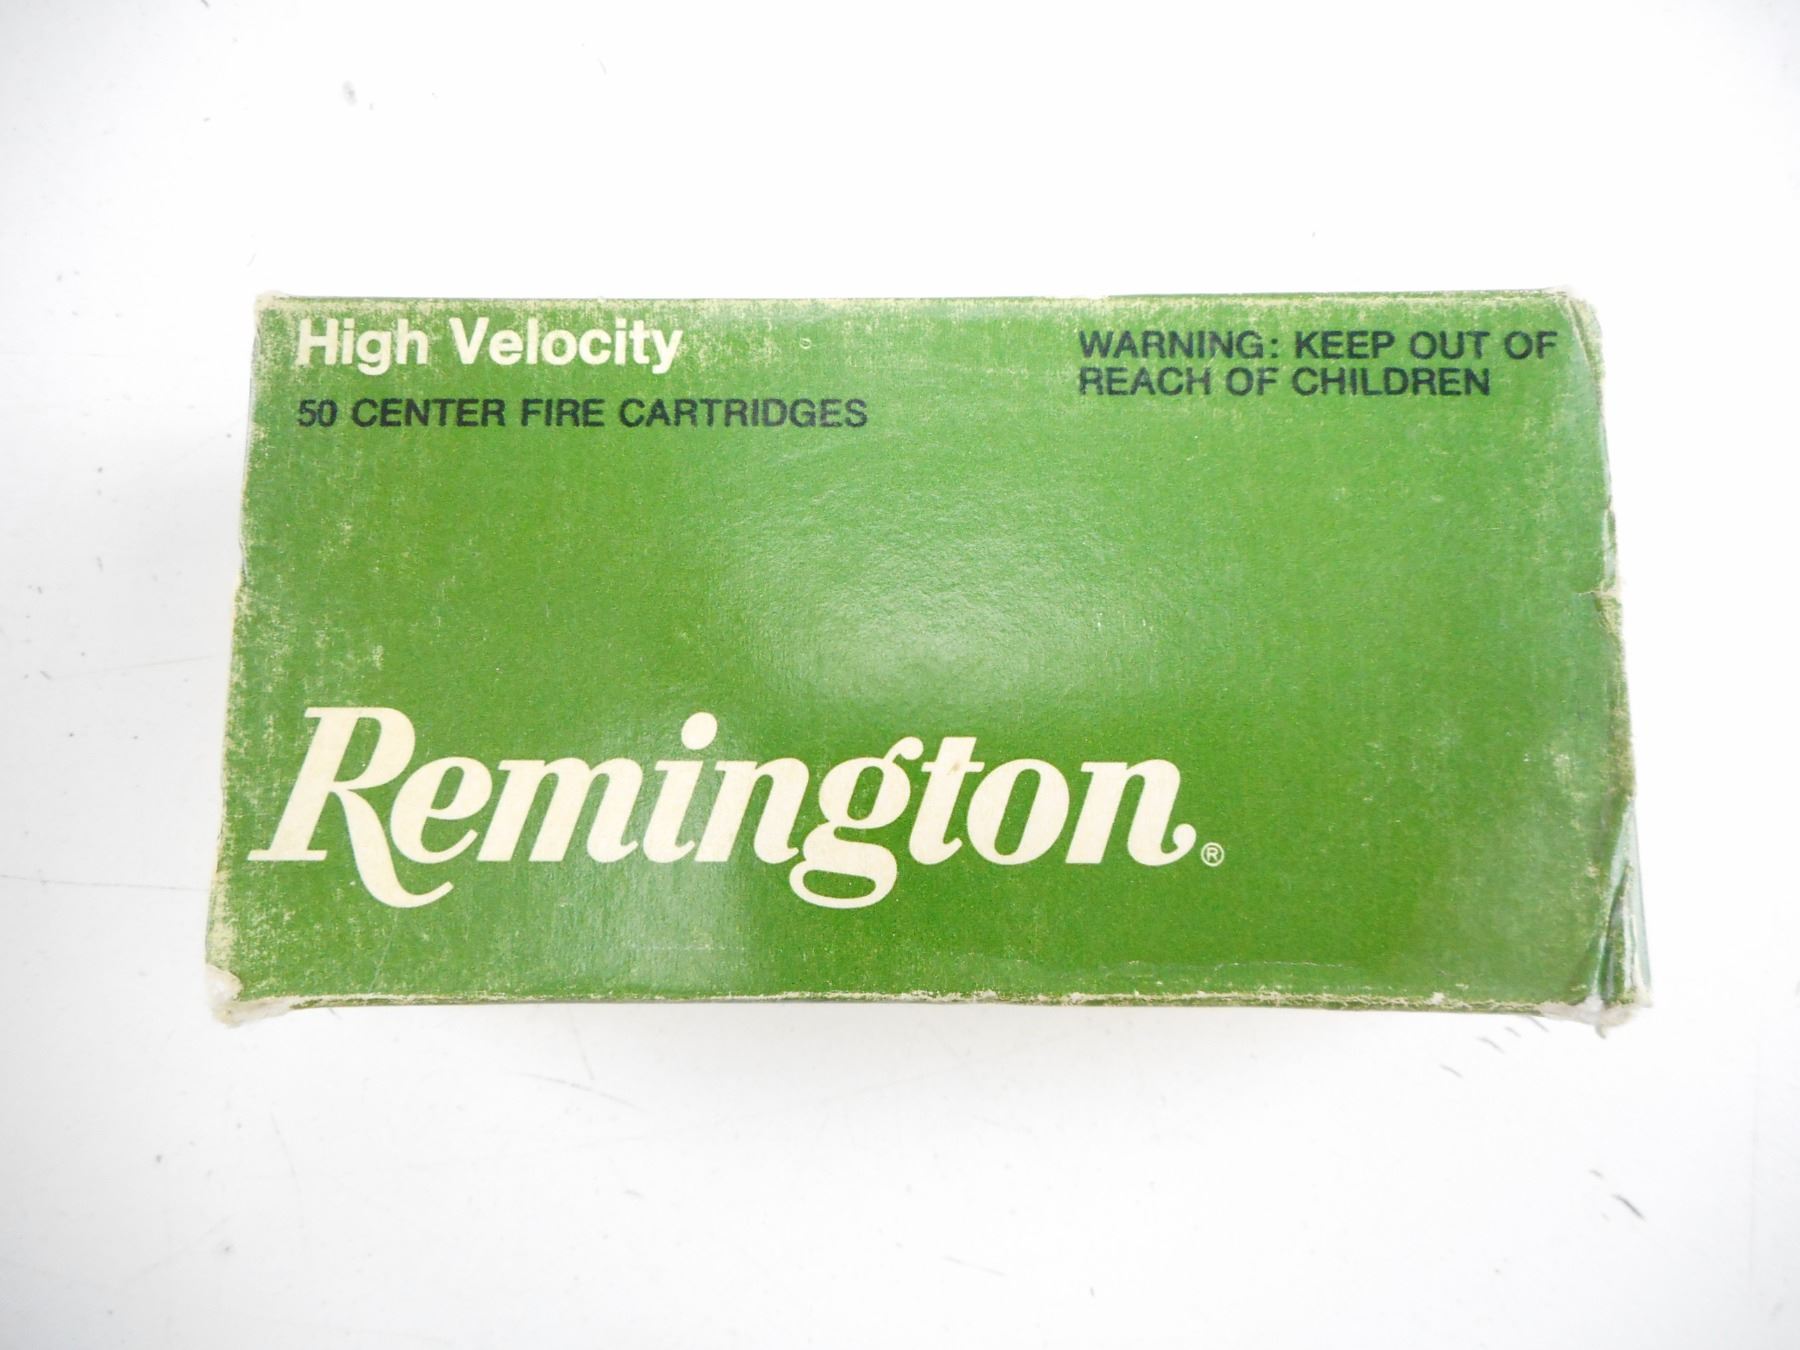 High Velocity
50 CENTER FIRE CARTRIDGES
WARNING: KEEP OUT OF
REACH OF CHILDREN
Remington®